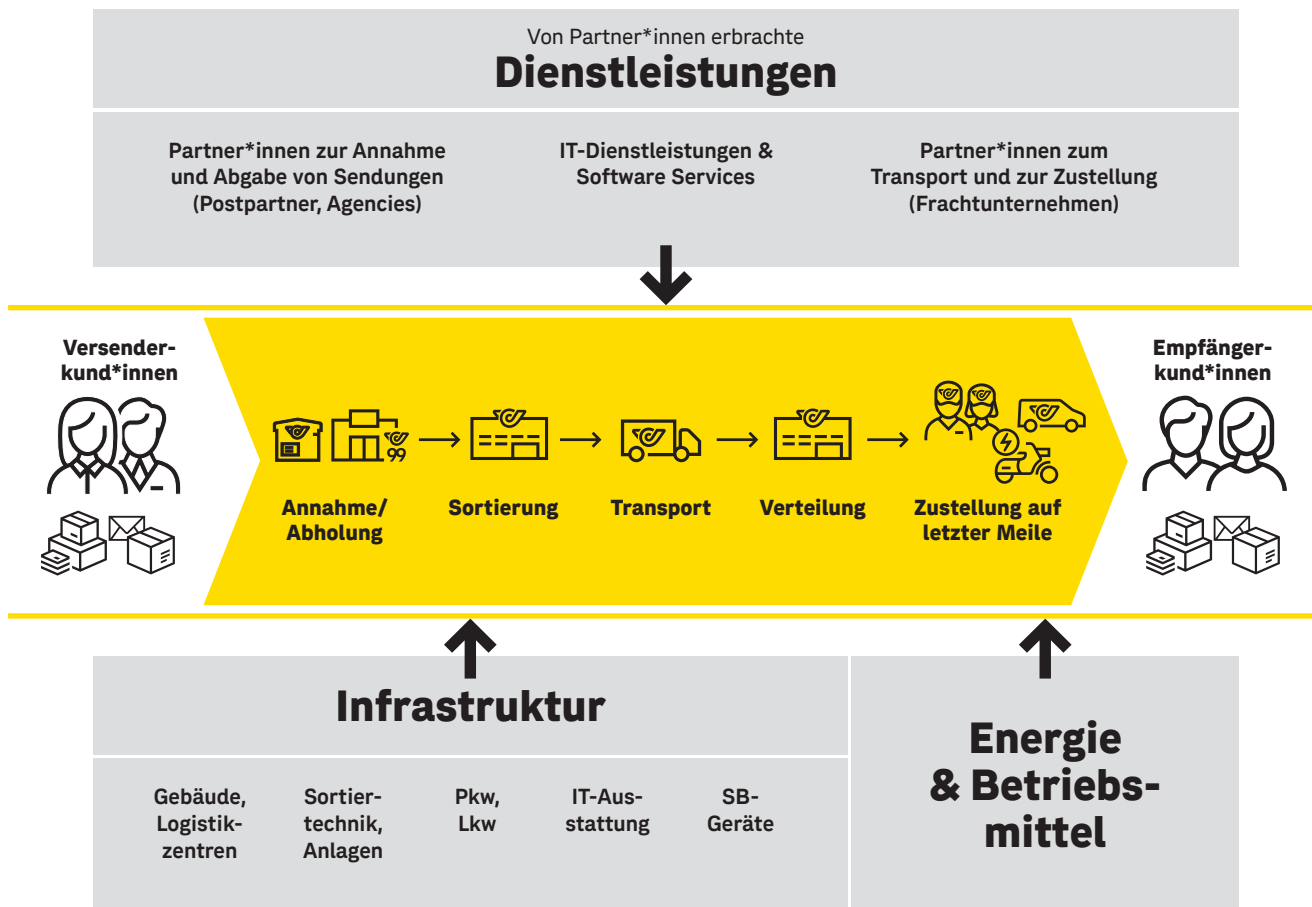 Von Partner*innen erbrachte
Dienstleistungen
Partner*innen zur Annahme
und Abgabe von Sendungen
(Postpartner, Agencies)
IT-Dienstleistungen &
Software Services
Partner*innen zum
Transport und zur Zustellung
(Frachtunternehmen)
Versender-
kund*innen
99
Annahme/
Abholung
Sortierung
Transport
Verteilung
Zustellung auf
letzter Meile
Empfänger-
kund*innen
Infrastruktur
Gebäude,
Logistik-
zentren
Sortier-
technik,
Anlagen
Pkw,
Lkw
IT-Aus-
stattung
SB-
Geräte
Energie
& Betriebs-
mittel